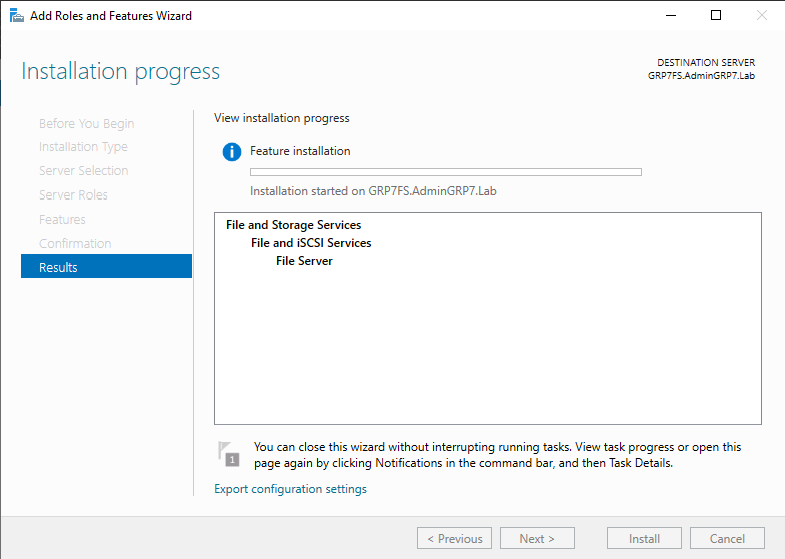 Add Roles and Features Wizard
Installation progress
DESTINATION SERVER
GRP7FS.AdminGRP7.Lab
Before You Begin
Installation Type
Server Selection
Server Roles
Features
Confirmation
Results
View installation progress
Feature installation
Installation started on GRP7FS.AdminGRP7.Lab
File and Storage Services
File and iSCSI Services
File Server
1
You can close this wizard without interrupting running tasks. View task progress or open this
page again by clicking Notifications in the command bar, and then Task Details.
Export configuration settings
< Previous
Next >
Install
Cancel